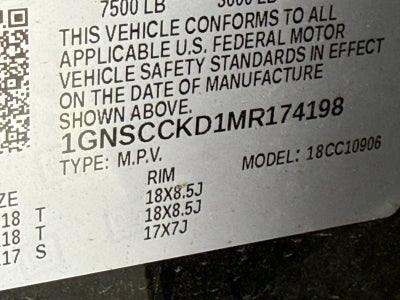 7500 LB
THIS VEHICLE CONFORMS TO ALL
APPLICABLE U.S. FEDERAL MOTOR
VEHICLE SAFETY STANDARDS IN EFFECT
ON THE DATE OF MANUFACTURE
SHOWN ABOVE.
1GNSCCKD1MR174198
TYPE: M.P.V. MODEL: 18CC10906
RIM
18 T 18X8.5J
18 T 18X8.5J
17 S 17X7J